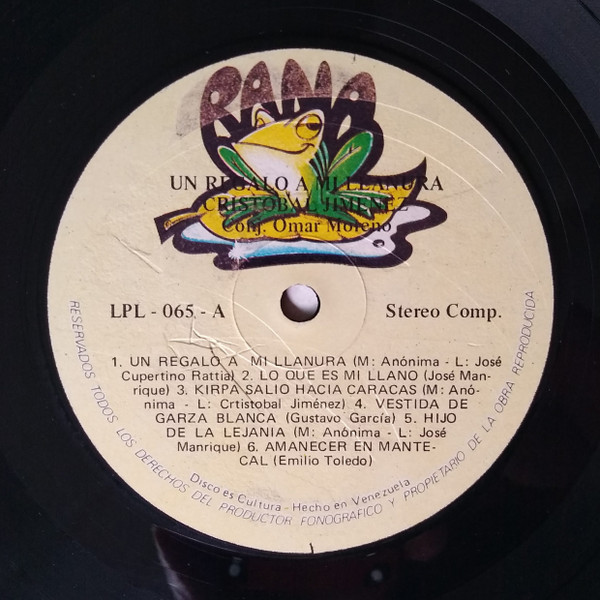 RANA
UN REGALO A MI LLANURA
CRISTOBAL JIMENEZ
Conj. Omar Moreno
LPL - 065 - A
Stereo Comp.
1. UN REGALO A MI LLANURA (M: Anónima - L: José
Cupertino Rattia) 2. LO QUE ES MI LLANO (José Man-
rique) 3. KIRPA SALIO HACIA CARACAS (M: Anó-
nima - L: Crtistobal Jiménez) 4. VESTIDA DE
GARZA BLANCA (Gustavo García) 5. HIJO
DE LA LEJANIA (M: Anónima - L: José
Manrique) 6. AMANECER EN MANTE-
CAL (Emilio Toledo)
Disco es Cultura - Hecho en Venezuela
RESERVADOS TODOS LOS DERECHOS DEL PRODUCTOR FONOGRAFICO Y PROPIETARIO DE LA OBRA REPRODUCIDA